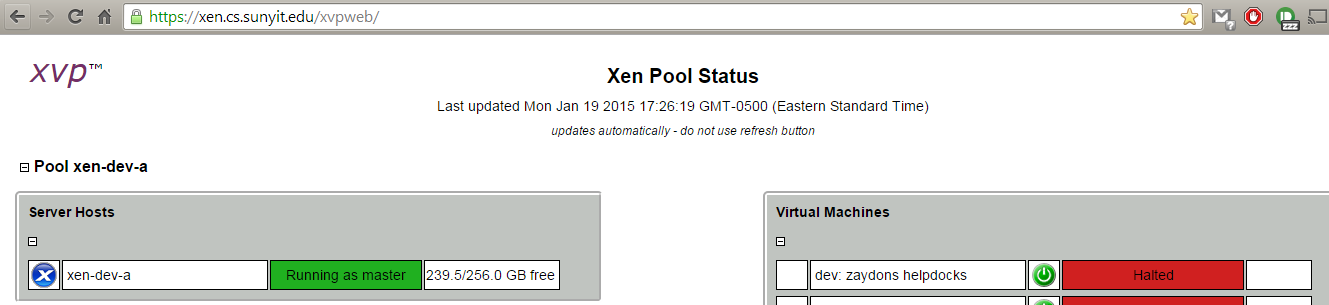 https://xen.cs.sunyit.edu/xvpweb/
xvp™
Xen Pool Status
Last updated Mon Jan 19 2015 17:26:19 GMT-0500 (Eastern Standard Time)
updates automatically - do not use refresh button
Pool xen-dev-a
Server Hosts
xen-dev-a Running as master 239.5/256.0 GB free
Virtual Machines
dev: zaydons helpdocks Halted